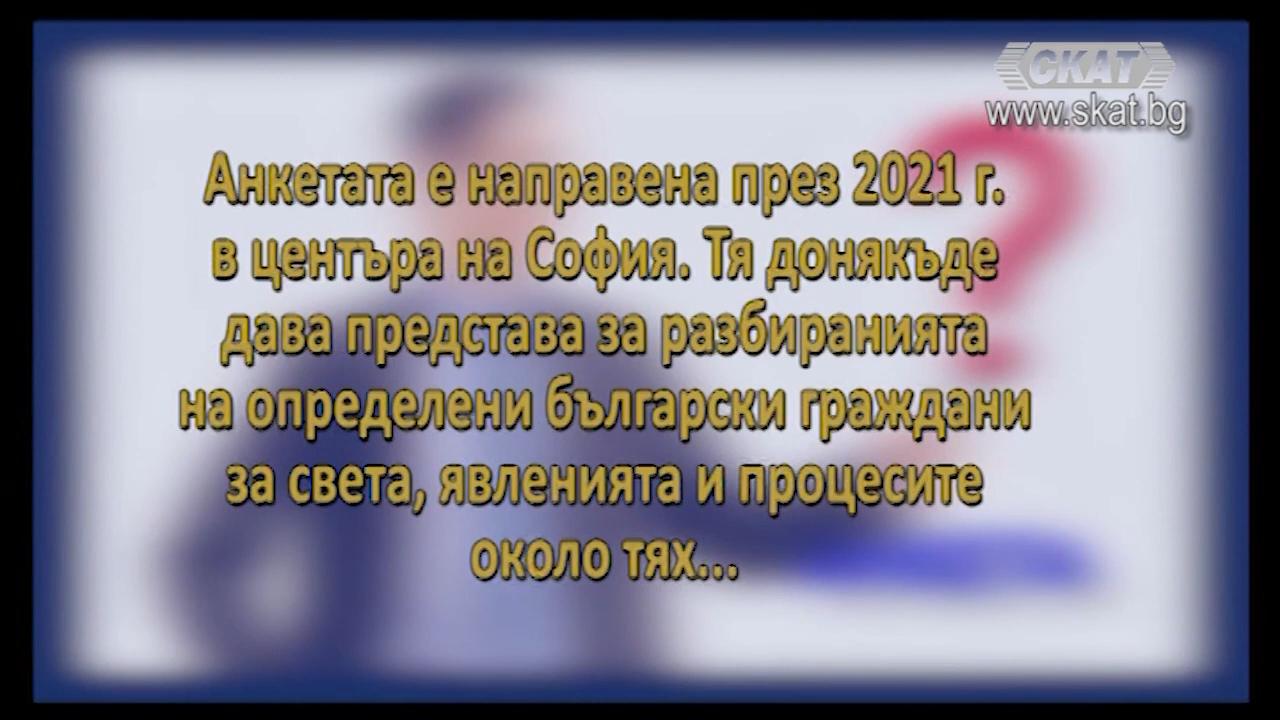 СКАТ
www.skat.bg
Анкетата е направена през 2021 г.
в центъра на София. Тя донякъде
дава представа за разбиранията
на определени български граждани
за света, явленията и процесите
около тях...